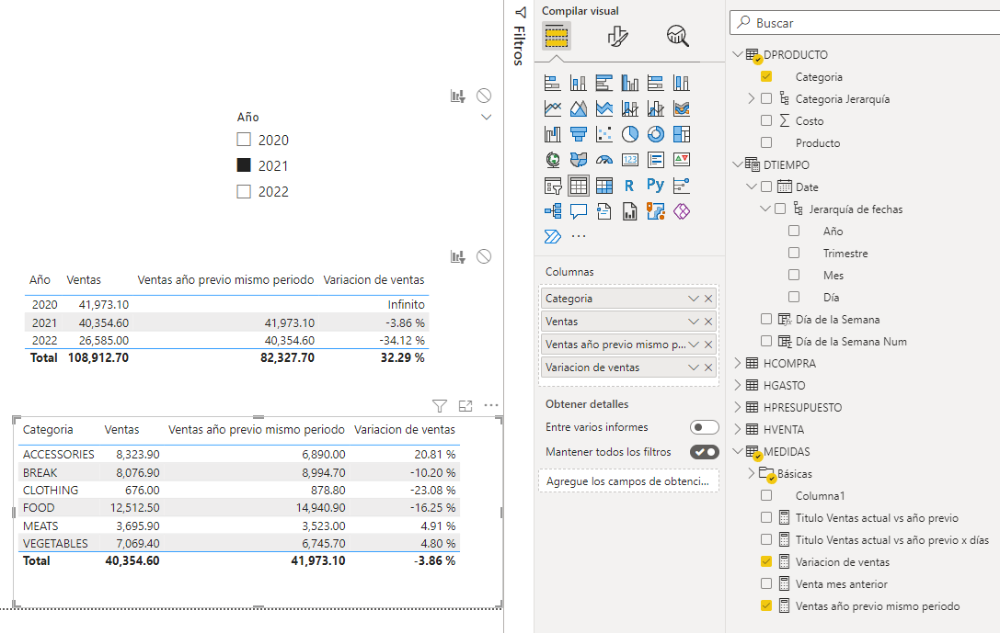 Año
2020
2021
2022
Año Ventas Ventas año previo mismo periodo Variacion de ventas
2020 41,973.10 Infinito
2021 40,354.60 41,973.10 -3.86 %
2022 26,585.00 40,354.60 -34.12 %
Total 108,912.70 82,327.70 32.29 %
Categoria Ventas Ventas año previo mismo periodo Variacion de ventas
ACCESSORIES 8,323.90 6,890.00 20.81 %
BREAK 8,076.90 8,994.70 -10.20 %
CLOTHING 676.00 878.80 -23.08 %
FOOD 12,512.50 14,940.90 -16.25 %
MEATS 3,695.90 3,523.00 4.91 %
VEGETABLES 7,069.40 6,745.70 4.80 %
Total 40,354.60 41,973.10 -3.86 %
Filtros
Compilar visual
123
R Py
...
Columnas
Categoria
Ventas
Ventas año previo mismo p...
Variacion de ventas
Obtener detalles
Entre varios informes
Mantener todos los filtros
Agregue los campos de obtenci...
Buscar
DPRODUCTO
Categoria
Categoria Jerarquía
Costo
Producto
DTIEMPO
Date
Jerarquía de fechas
Año
Trimestre
Mes
Día
Día de la Semana
Día de la Semana Num
HCOMPRA
HGASTO
HPRESUPUESTO
HVENTA
MEDIDAS
Básicas
Columna1
Titulo Ventas actual vs año previo
Titulo Ventas actual vs año previo x días
Variacion de ventas
Venta mes anterior
Ventas año previo mismo periodo